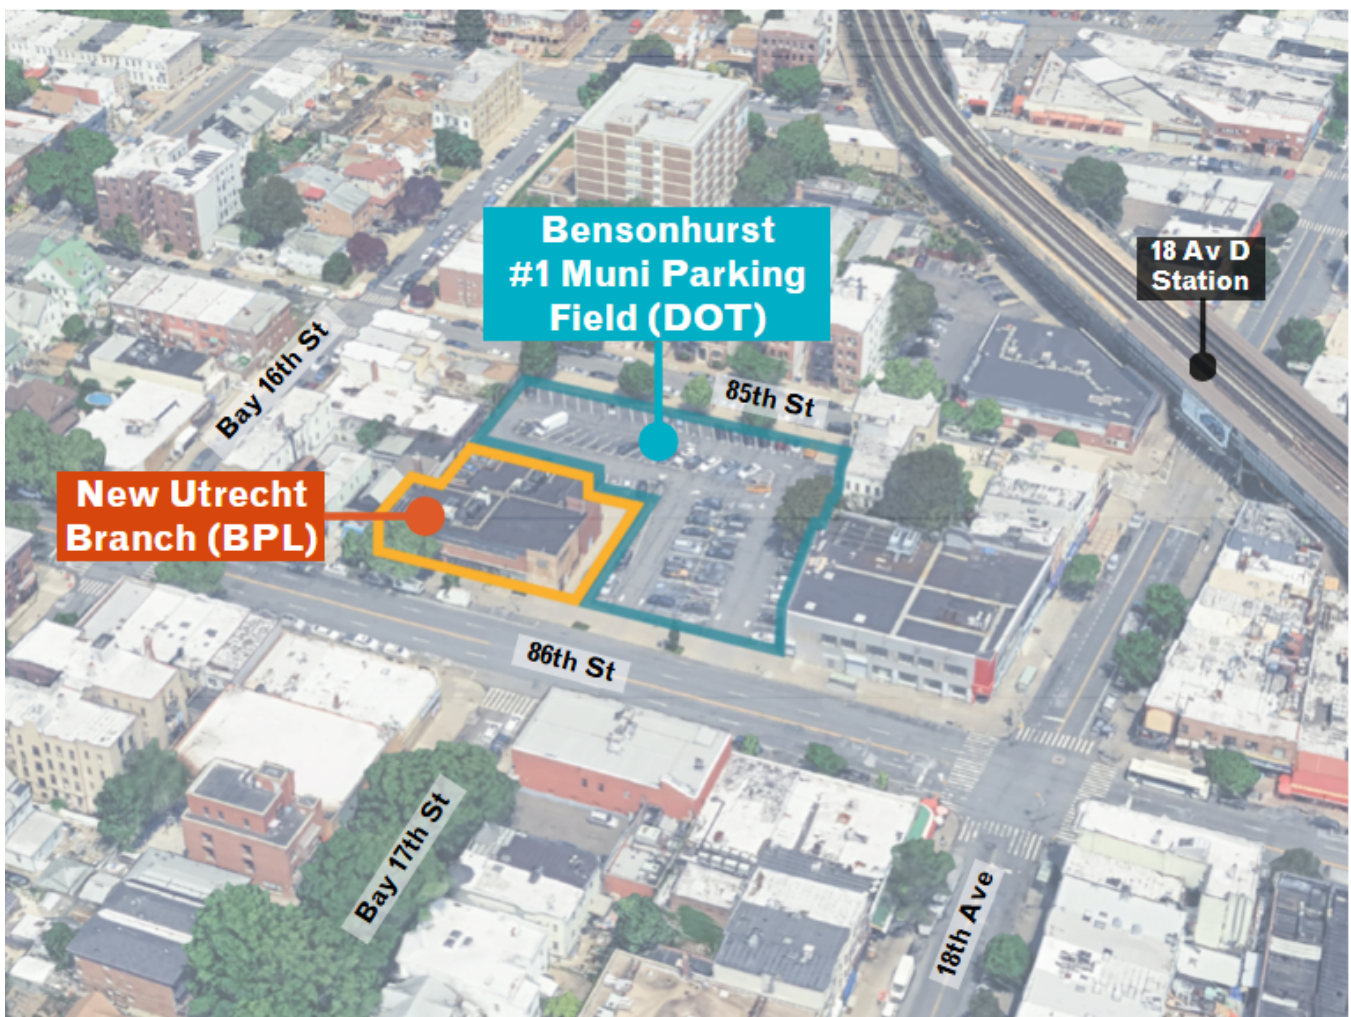 Bensonhurst
#1 Muni Parking
Field (DOT)
18 Av D
Station
Bay 16th St
85th St
New Utrecht
Branch (BPL)
86th St
Bay 17th St
18th Ave